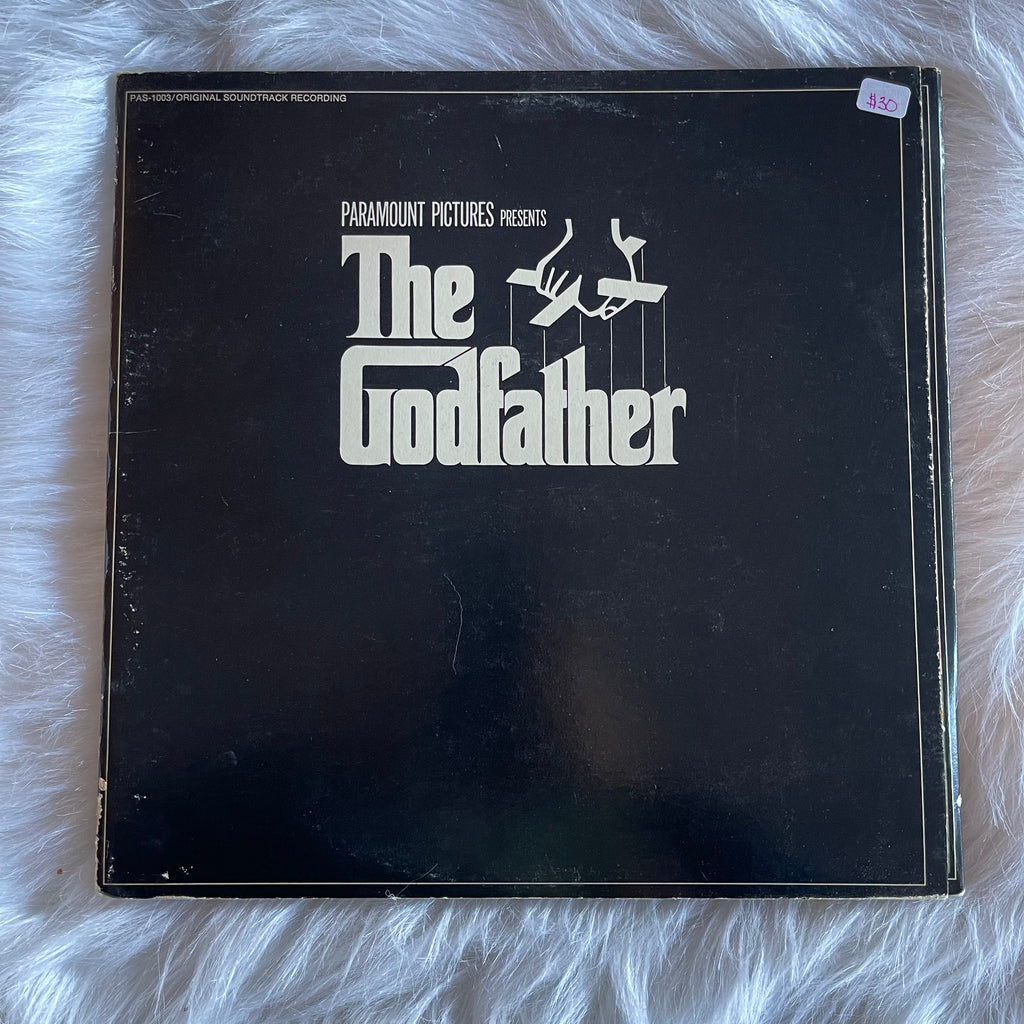 PAS-1003/ORIGINAL SOUNDTRACK RECORDING
$30
PARAMOUNT PICTURES PRESENTS
The
Godfather